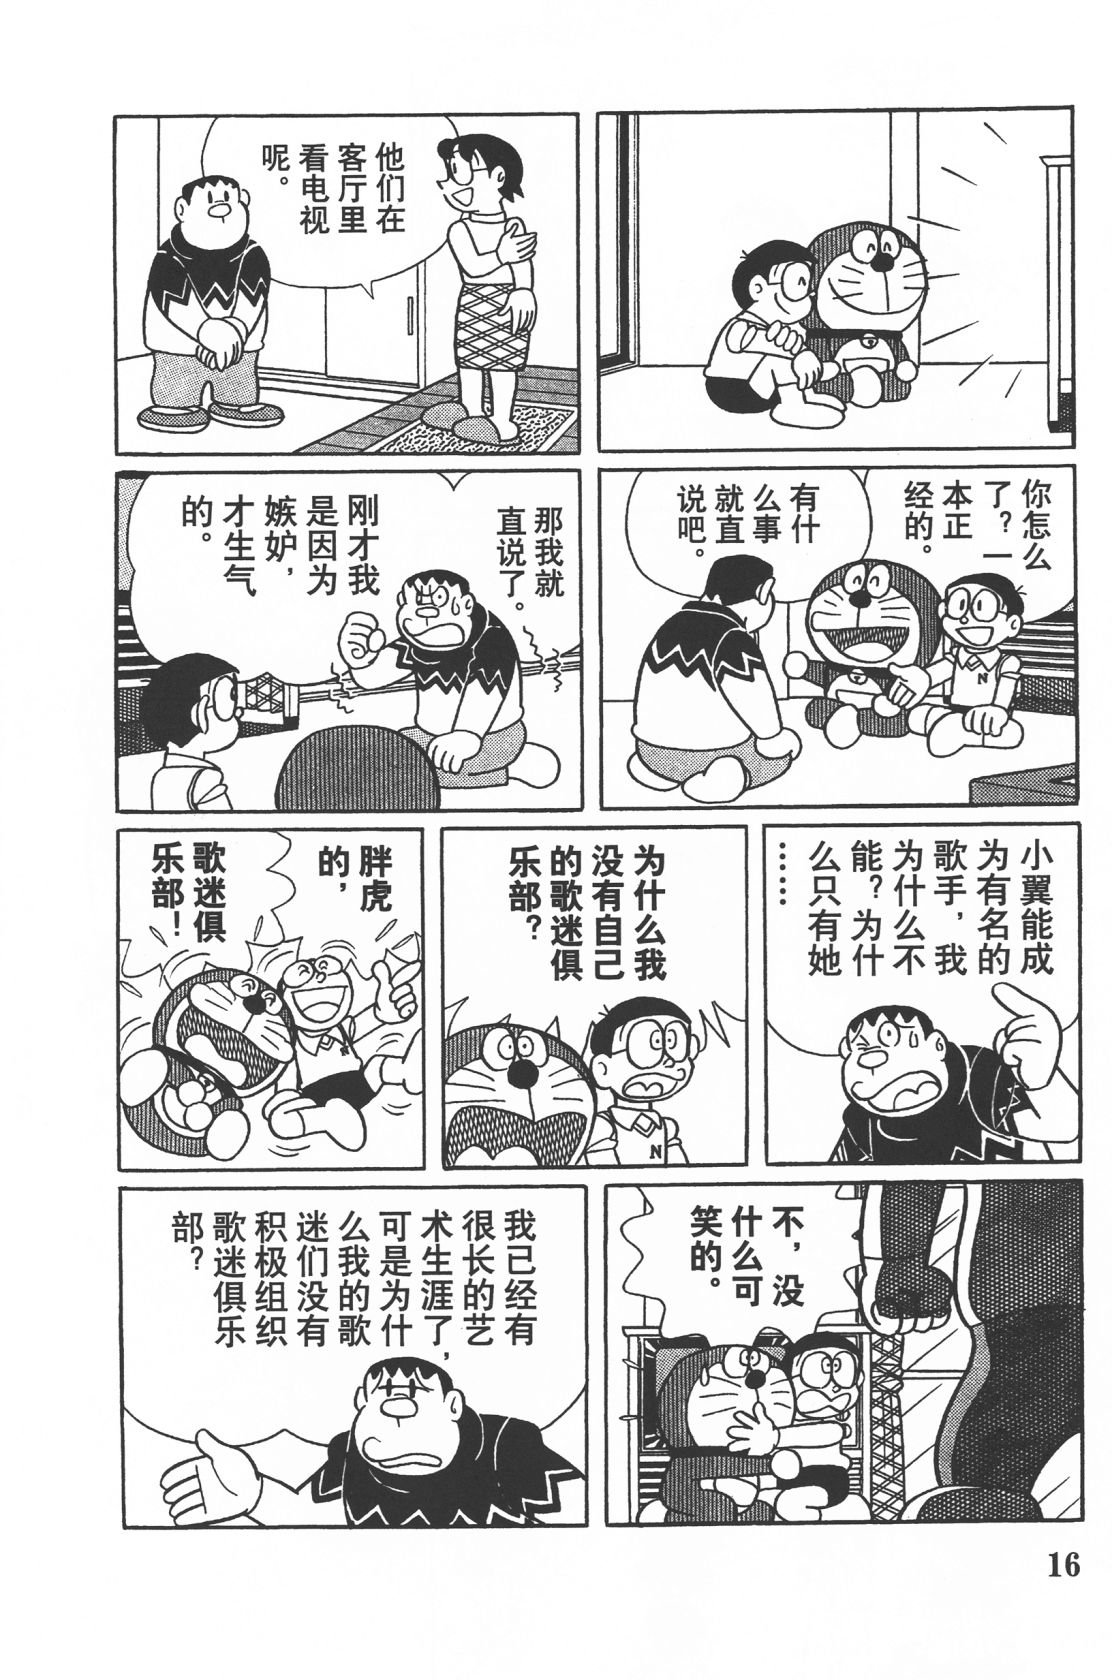 他们在
客厅里
看电视
呢。
你怎么
了？一
本正
经的。
有什
么事
就直
说吧。
那我就
直说了。
刚才我
是因为
嫉妒，
才生气
的。
小翼能成
为有名的
歌手，我
为什么不
能？为什
么只有她
……
为什么我
没有自己
的歌迷俱
乐部？
胖虎
的，
歌迷俱
乐部！
不，没
什么可
笑的。
我已经有
很长的艺
术生涯了，
可是为什
么我的歌
迷们没有
积极组织
歌迷俱乐
部？
N
N
16